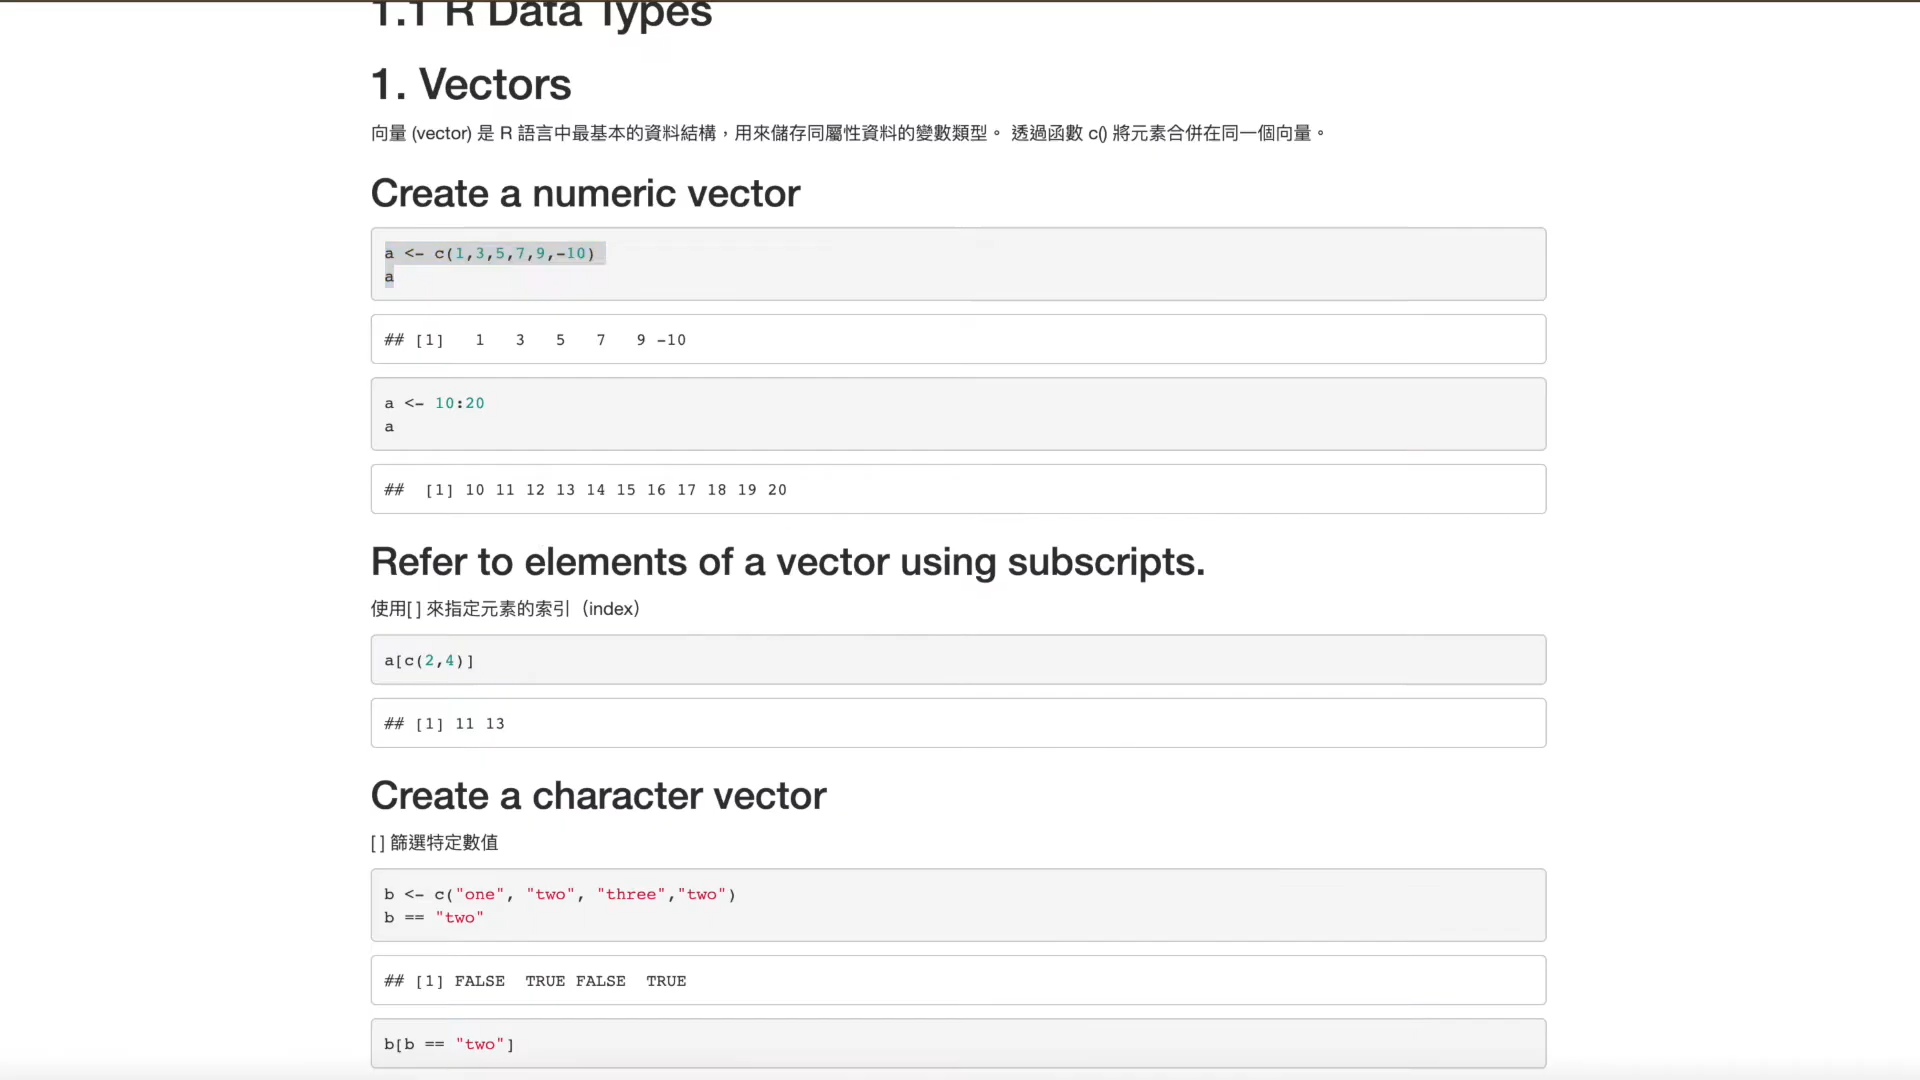 1.1 R Data Types
1. Vectors
向量 (vector) 是 R 語言中最基本的資料結構，用來儲存同屬性資料的變數類型。 透過函數 c() 將元素合併在同一個向量。
Create a numeric vector
a <- c(1,3,5,7,9,-10)
a
## [1]   1   3   5   7   9 -10
a <- 10:20
a
##  [1] 10 11 12 13 14 15 16 17 18 19 20
Refer to elements of a vector using subscripts.
使用[ ] 來指定元素的索引（index）
a[c(2,4)]
## [1] 11 13
Create a character vector
[ ] 篩選特定數值
b <- c("one", "two", "three","two")
b == "two"
## [1] FALSE  TRUE FALSE  TRUE
b[b == "two"]